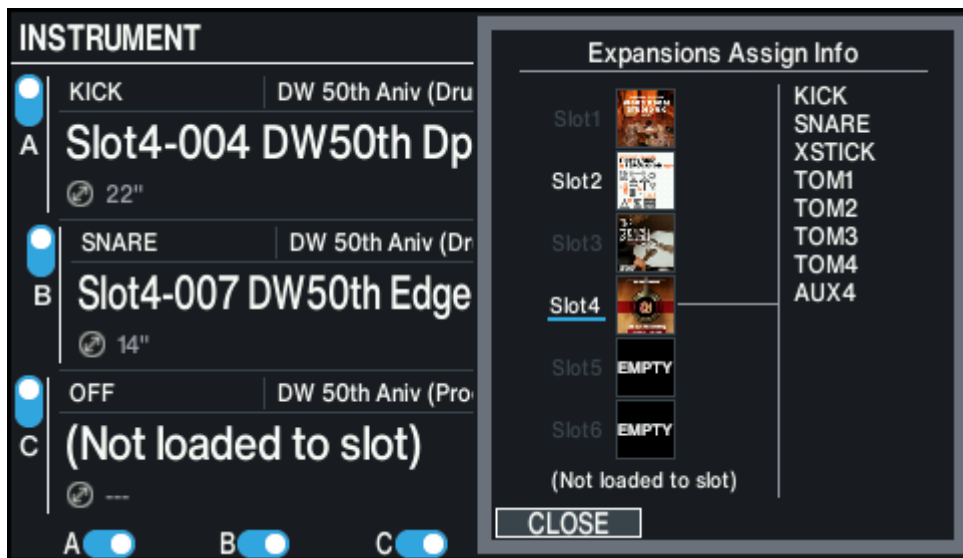 INSTRUMENT
KICK DW 50th Aniv (Dru
A Slot4-004 DW50th Dp
22"
SNARE DW 50th Aniv (Dr
B Slot4-007 DW50th Edge
14"
OFF DW 50th Aniv (Pro
C (Not loaded to slot)
---
A B C
Expansions Assign Info
Slot1
Slot2
Slot3
Slot4
Slot5 EMPTY
Slot6 EMPTY
(Not loaded to slot)
KICK
SNARE
XSTICK
TOM1
TOM2
TOM3
TOM4
AUX4
CLOSE